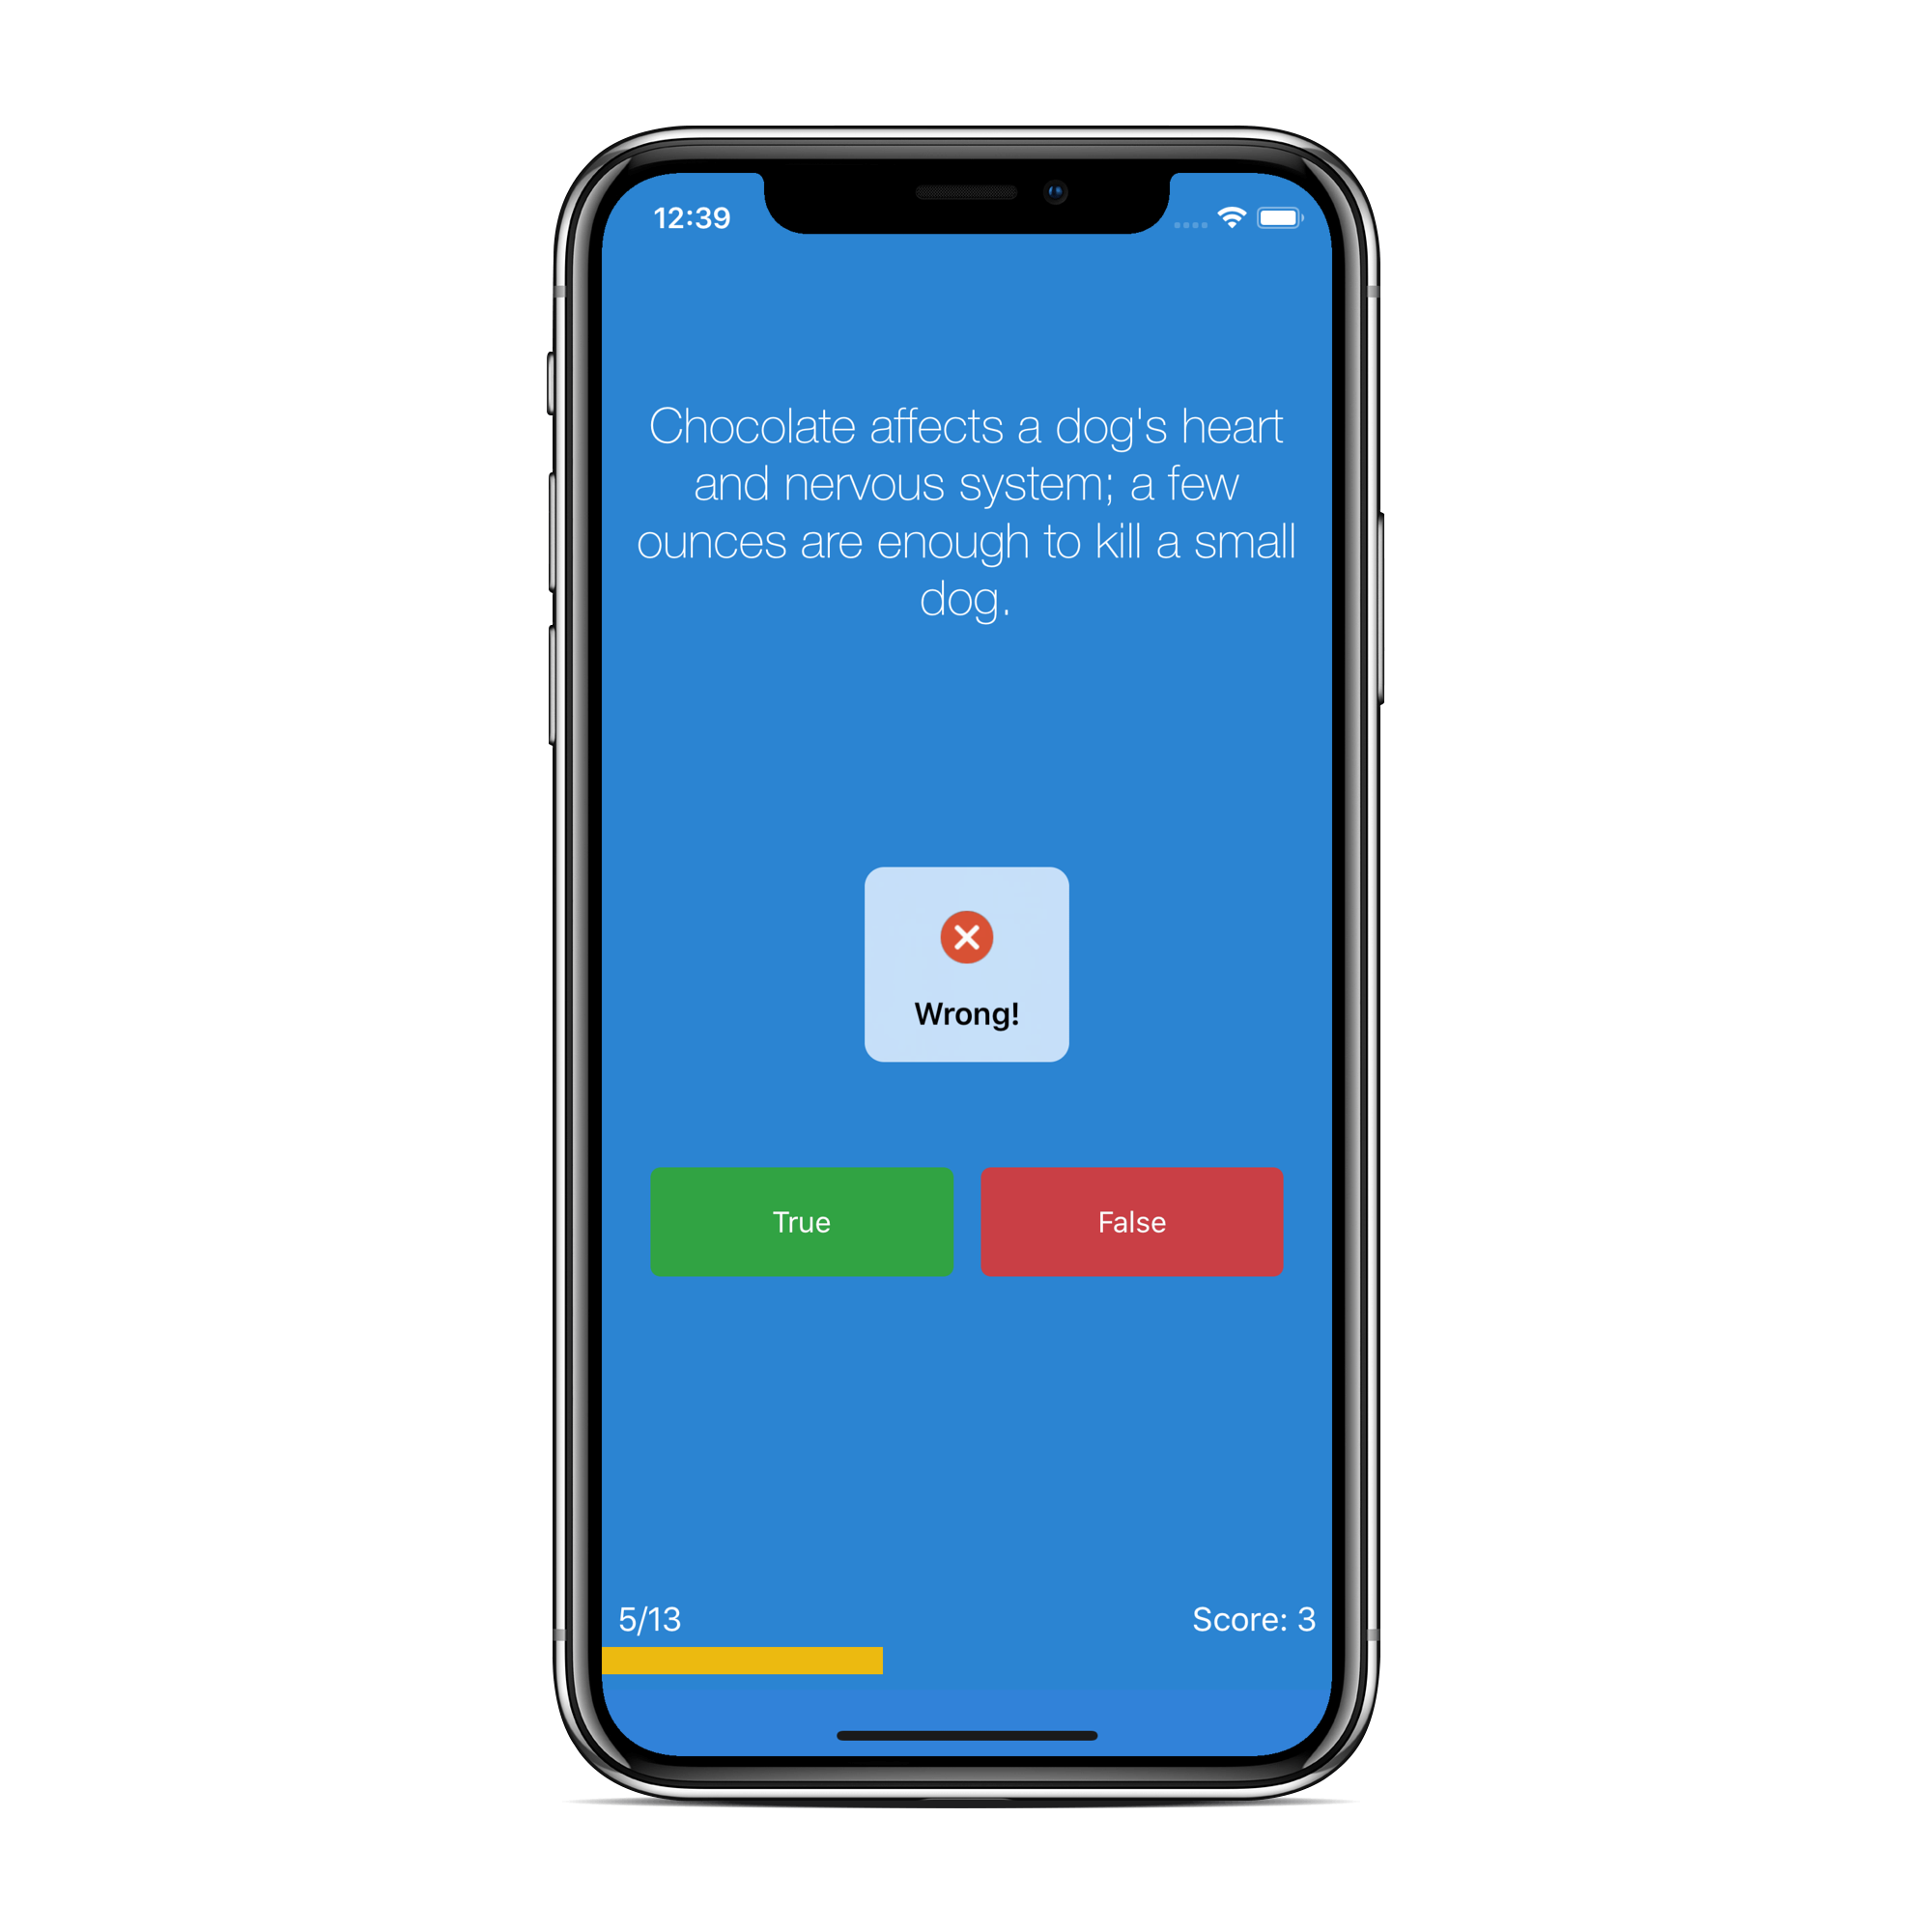 12:39
Chocolate affects a dog's heart
and nervous system; a few
ounces are enough to kill a small
dog.
Wrong!
True
False
5/13
Score: 3